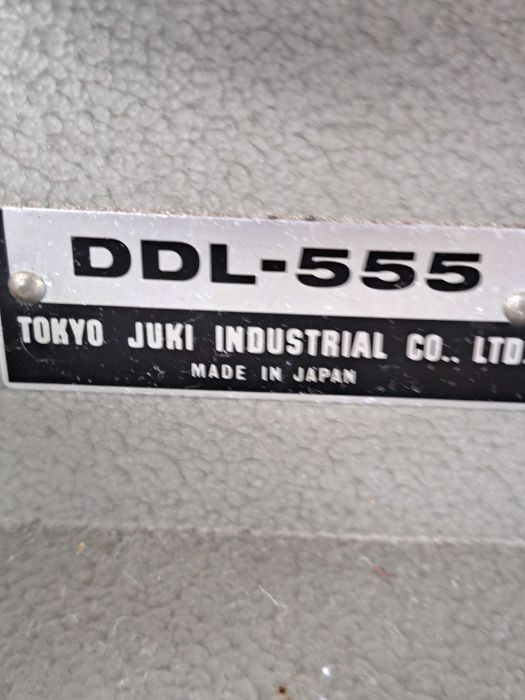 DDL-555
TOKYO JUKI INDUSTRIAL CO., LTD.
MADE IN JAPAN